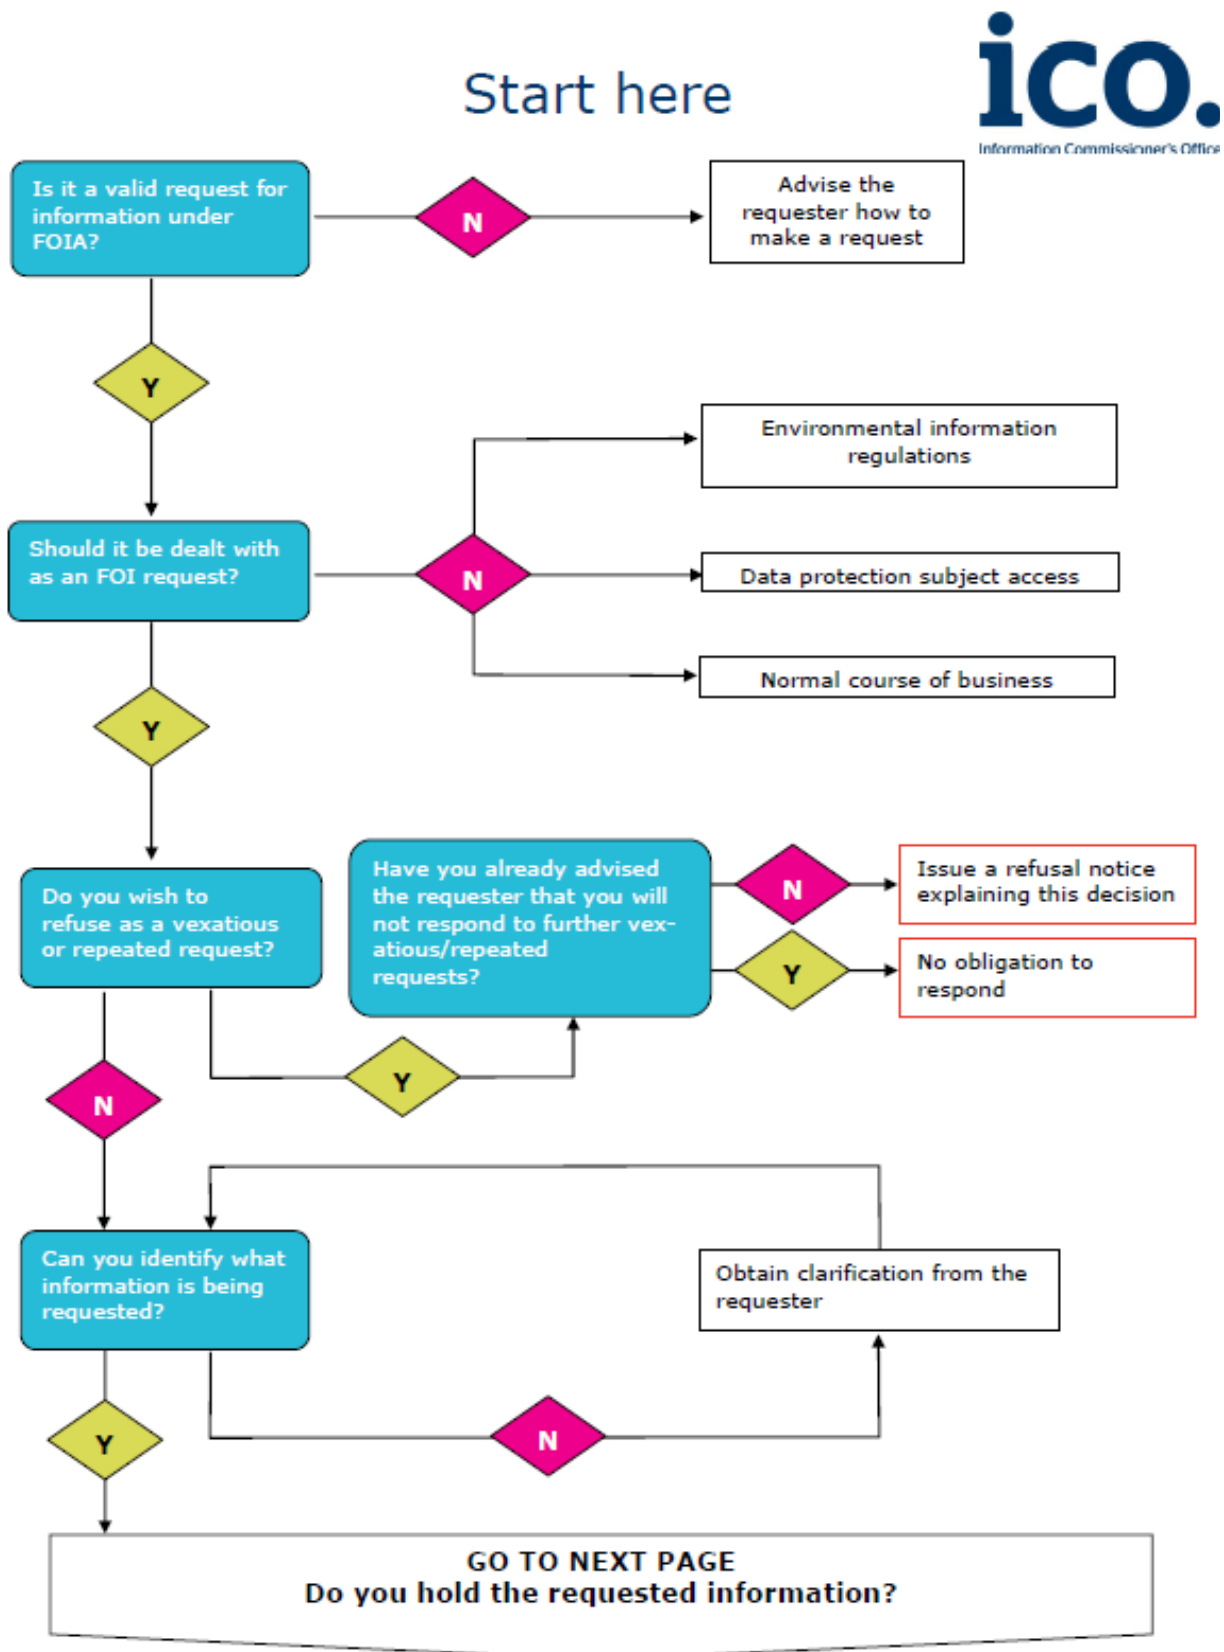 ico.
Information Commissioner's Office
Start here
Is it a valid request for
information under
FOIA?
N
Advise the
requester how to
make a request
Y
Should it be dealt with
as an FOI request?
N
Environmental information
regulations
Data protection subject access
Normal course of business
Y
Do you wish to
refuse as a vexatious
or repeated request?
Have you already advised
the requester that you will
not respond to further vex-
atious/repeated
requests?
N
Issue a refusal notice
explaining this decision
Y
No obligation to
respond
Y
N
Can you identify what
information is being
requested?
Obtain clarification from the
requester
N
Y
GO TO NEXT PAGE
Do you hold the requested information?